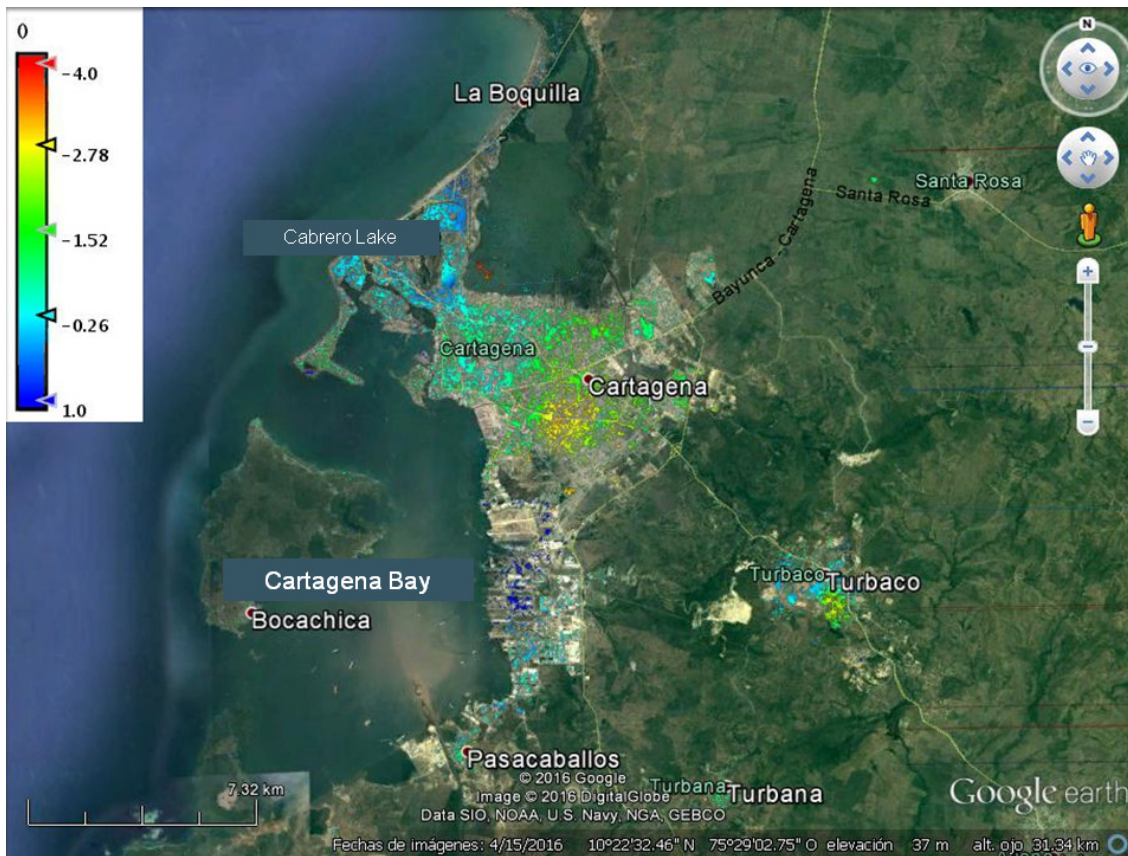 0
-4.0
-2.78
-1.52
-0.26
1.0
N
La Boquilla
Santa Rosa
Santa Rosa
Cabrero Lake
Bayunca - Cartagena
Cartagena
Cartagena
Cartagena Bay
Turbaco
Turbaco
Bocachica
Pasacaballos
© 2016 Google
Image © 2016 DigitalGlobe
Data SIO, NOAA, U.S. Navy, NGA, GEBCO
Turbana
Turbana
7,32 km
Google earth
Fechas de imágenes: 4/15/2016 10°22'32.46" N 75°29'02.75" O elevación 37 m alt. ojo 31.34 km